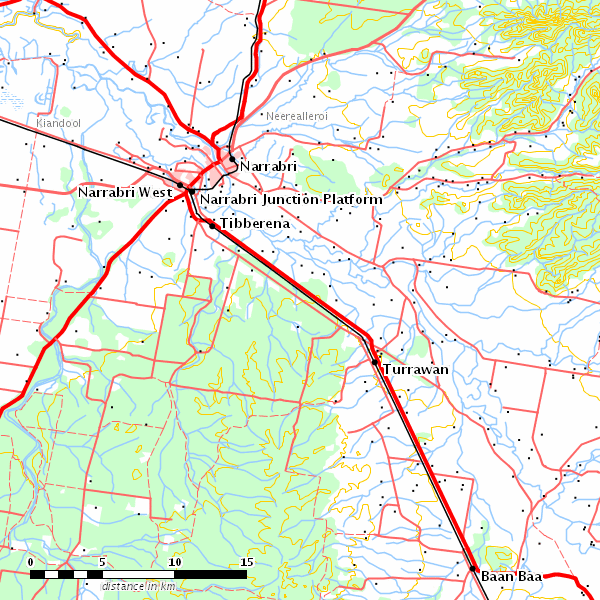 Kiandool
Neerealleroi
Narrabri
Narrabri West
Narrabri Junction Platform
Tibberena
Turrawan
Baan Baa
0 5 10 15
distance in km